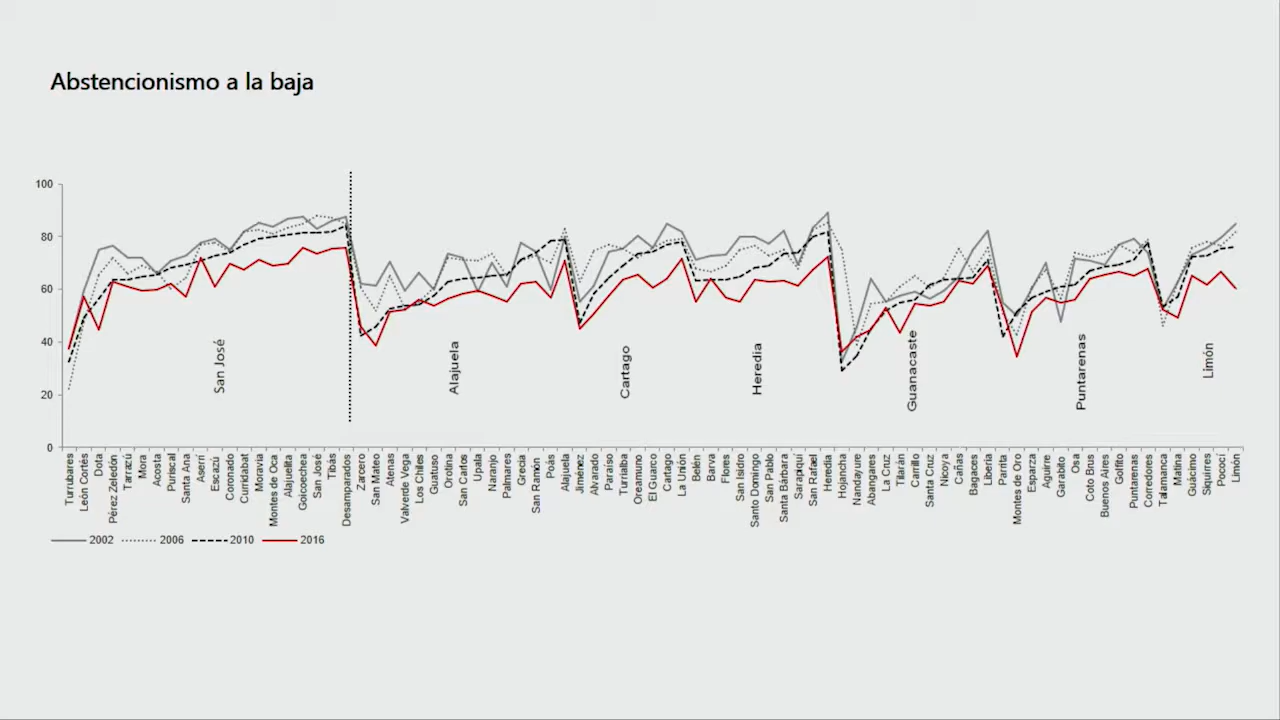 Abstencionismo a la baja
100
80
60
40
20
0
San José
Alajuela
Cartago
Heredia
Guanacaste
Puntarenas
Limón
Turrubares
León Cortés
Dota
Pérez Zeledón
Tarrazú
Mora
Acosta
Puriscal
Santa Ana
Aserrí
Escazú
Coronado
Curridabat
Moravia
Montes de Oca
Alajuelita
Goicoechea
San José
Tibás
Desamparados
Zarcero
San Mateo
Atenas
Valverde Vega
Los Chiles
Guatuso
Orotina
San Carlos
Upala
Naranjo
Palmares
Grecia
San Ramón
Poás
Alajuela
Jiménez
Alvarado
Paraíso
Turrialba
Oreamuno
El Guarco
Cartago
La Unión
Belén
Barva
Flores
San Isidro
Santo Domingo
San Pablo
Santa Bárbara
Sarapiquí
San Rafael
Heredia
Hojancha
Nandayure
Abangares
La Cruz
Tilarán
Carrillo
Santa Cruz
Nicoya
Cañas
Bagaces
Liberia
Parrita
Montes de Oro
Esparza
Aguirre
Garabito
Osa
Coto Brus
Buenos Aires
Golfito
Puntarenas
Corredores
Talamanca
Matina
Guácimo
Siquirres
Pococí
Limón
2002 2006 2010 2016